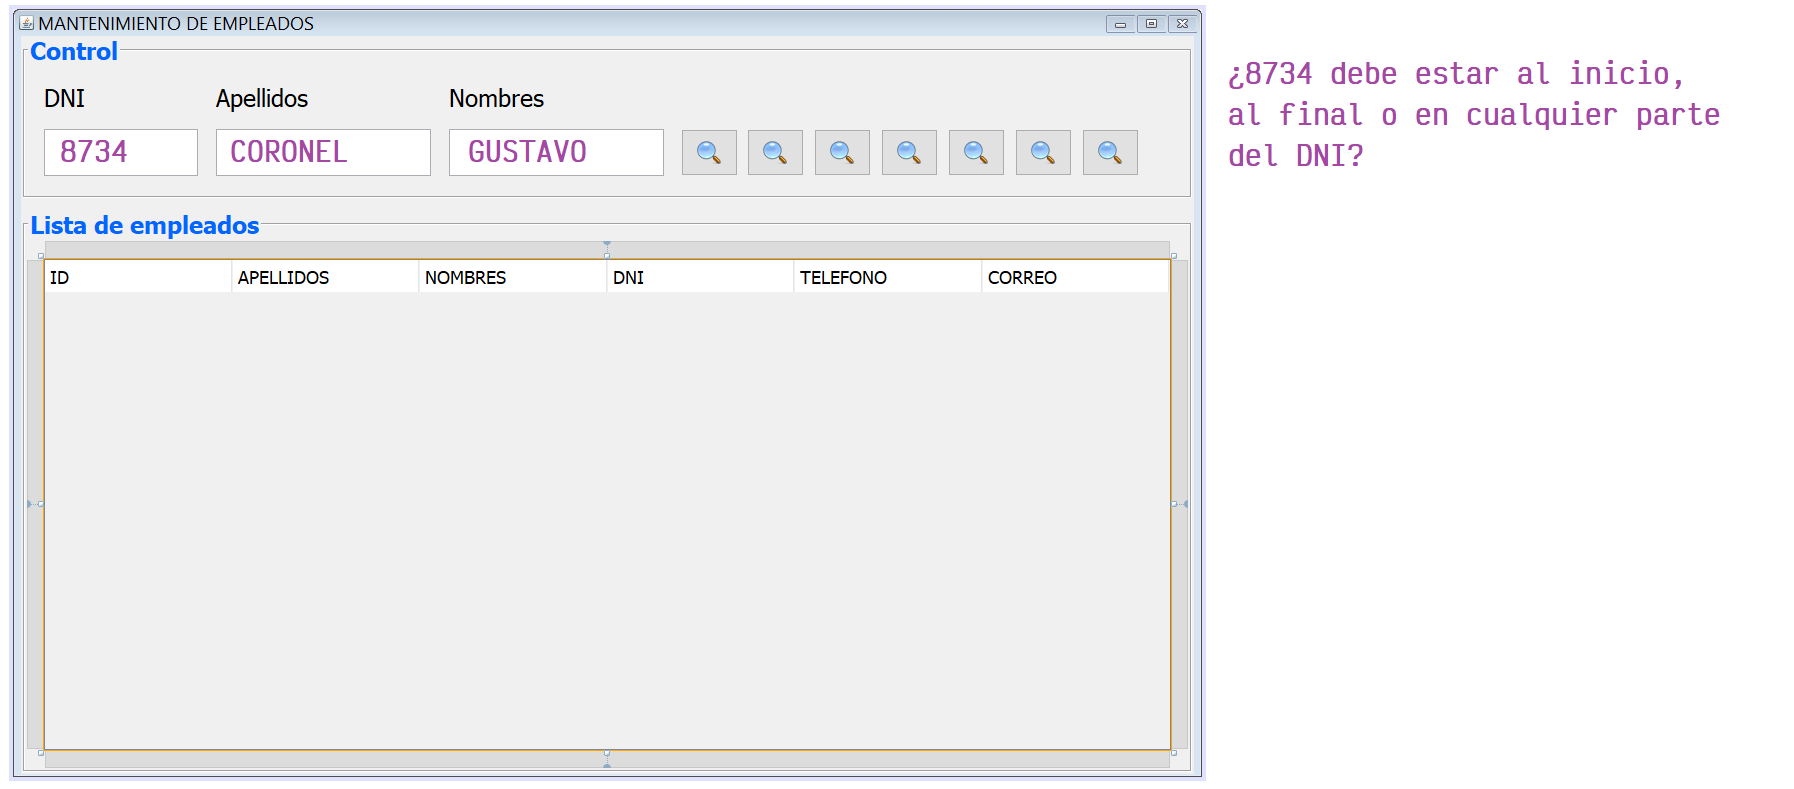 MANTENIMIENTO DE EMPLEADOS
Control
DNI Apellidos Nombres
8734 CORONEL GUSTAVO
¿8734 debe estar al inicio,
al final o en cualquier parte
del DNI?
Lista de empleados
ID APELLIDOS NOMBRES DNI TELEFONO CORREO